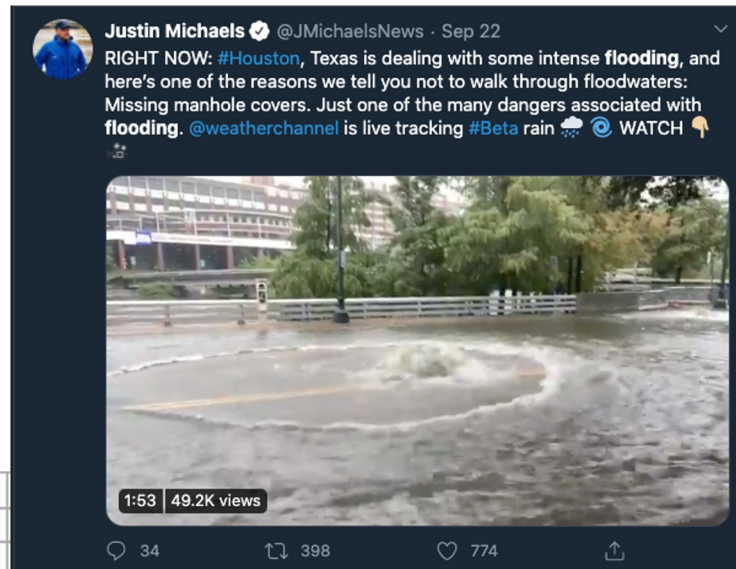 Justin Michaels @JMichaelsNews · Sep 22
RIGHT NOW: #Houston, Texas is dealing with some intense flooding, and
here's one of the reasons we tell you not to walk through floodwaters:
Missing manhole covers. Just one of the many dangers associated with
flooding. @weatherchannel is live tracking #Beta rain 🌧️ 🌀 WATCH 👇🏼
🎥
1:53 | 49.2K views
34 398 774